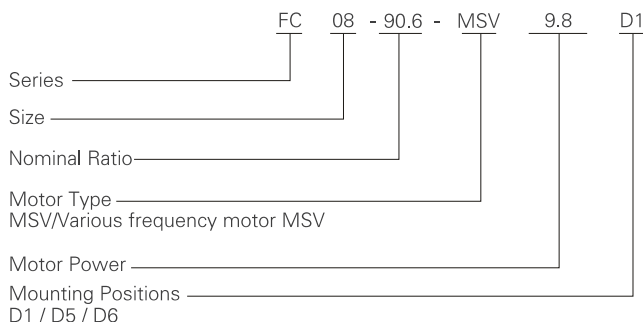 FC 08 - 90.6 - MSV 9.8 D1
Series
Size
Nominal Ratio
Motor Type
MSV/Various frequency motor MSV
Motor Power
Mounting Positions
D1 / D5 / D6